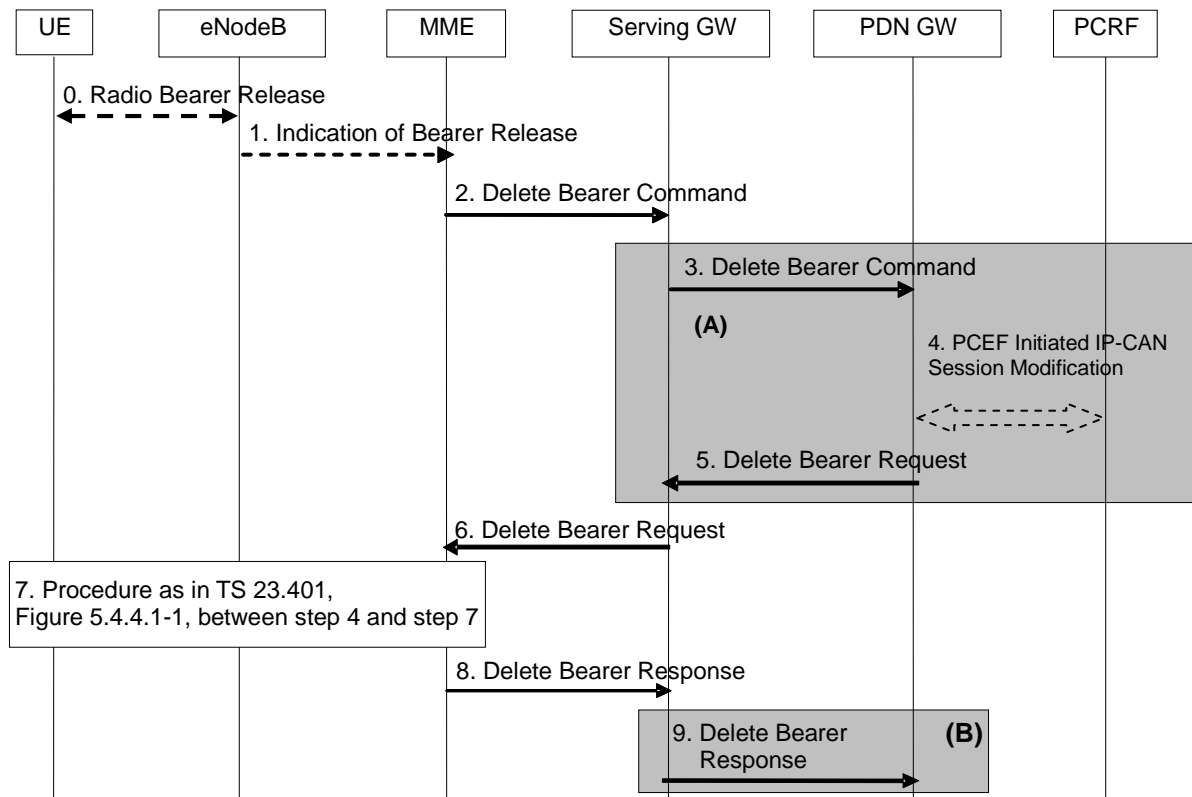 UE
eNodeB
MME
Serving GW
PDN GW
PCRF
0. Radio Bearer Release
1. Indication of Bearer Release
2. Delete Bearer Command
3. Delete Bearer Command
(A)
4. PCEF Initiated IP-CAN
Session Modification
5. Delete Bearer Request
6. Delete Bearer Request
7. Procedure as in TS 23.401,
Figure 5.4.4.1-1, between step 4 and step 7
8. Delete Bearer Response
9. Delete Bearer
Response
(B)